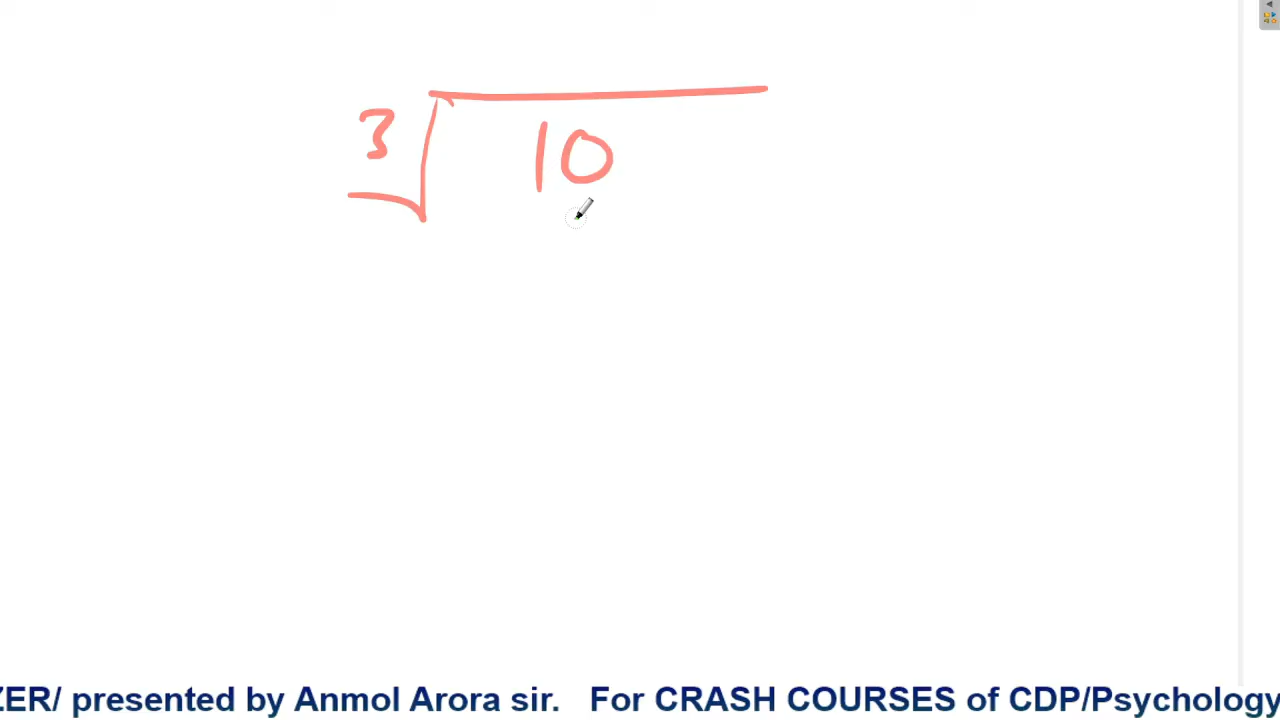 3√10
ZER/ presented by Anmol Arora sir. For CRASH COURSES of CDP/Psychology